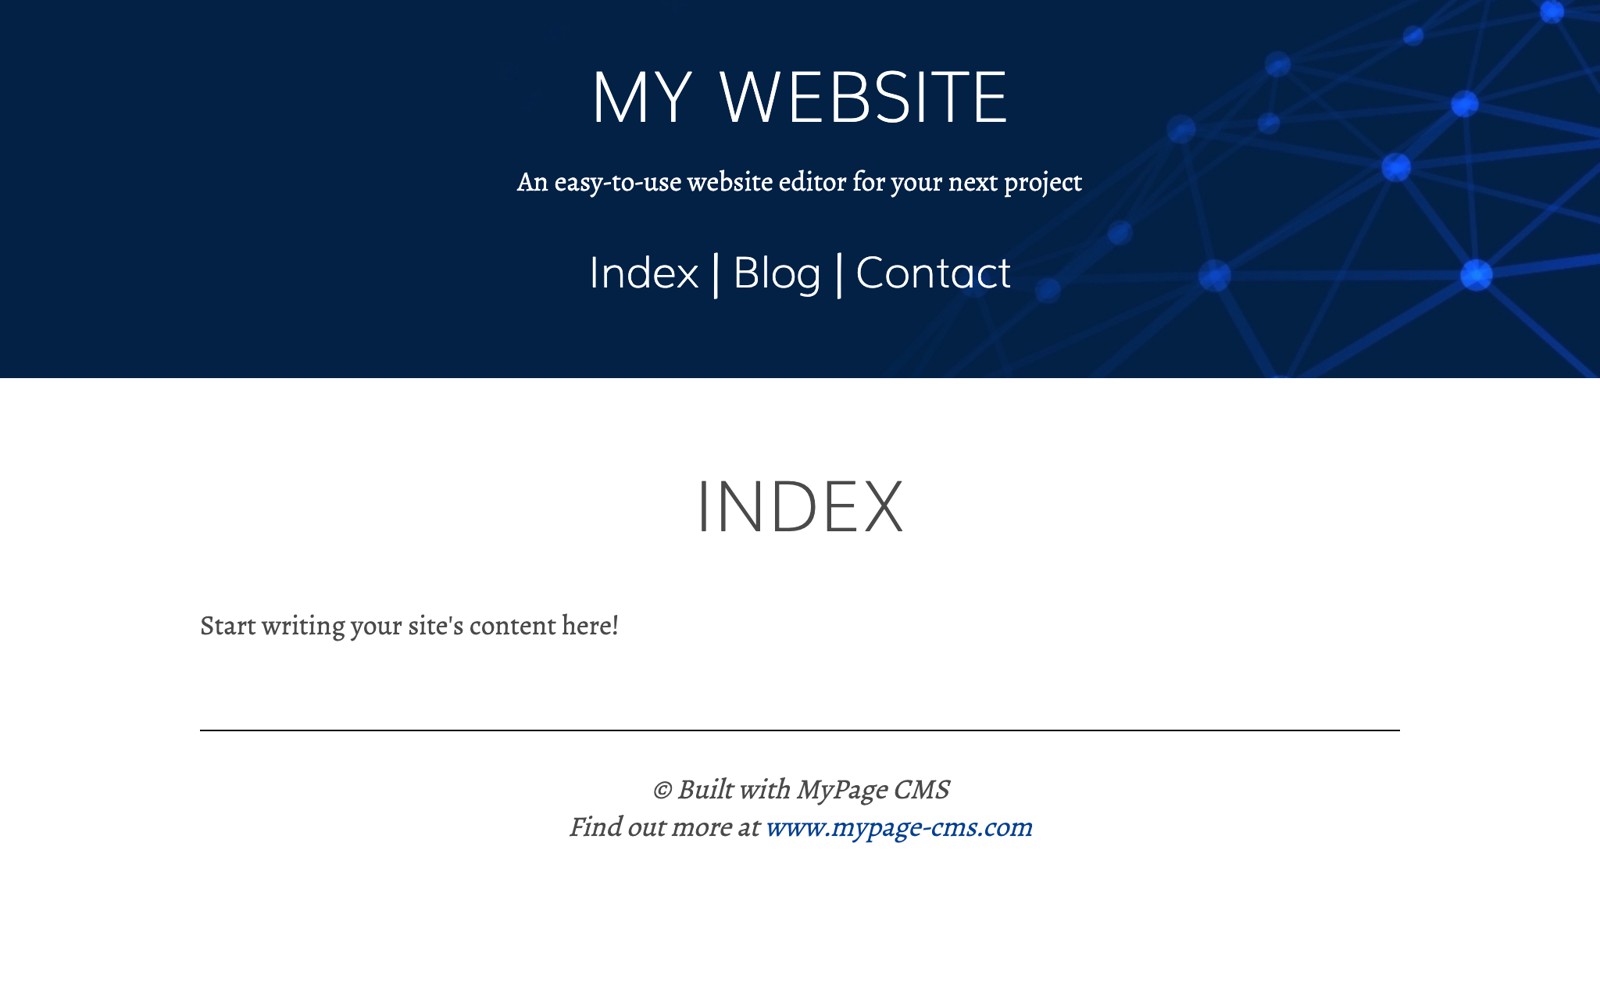 MY WEBSITE
An easy-to-use website editor for your next project
Index | Blog | Contact
INDEX
Start writing your site's content here!
© Built with MyPage CMS
Find out more at www.mypage-cms.com